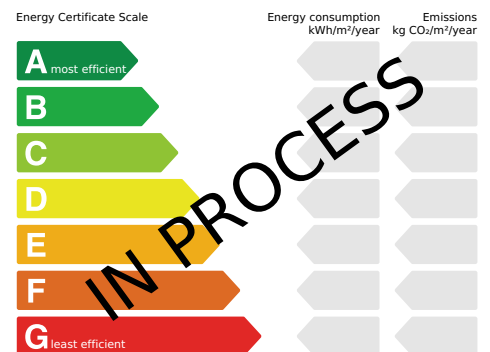 Energy Certificate Scale
Energy consumption
kWh/m²/year
Emissions
kg CO₂/m²/year
A most efficient
B
C
D
E
F
G least efficient
IN PROCESS